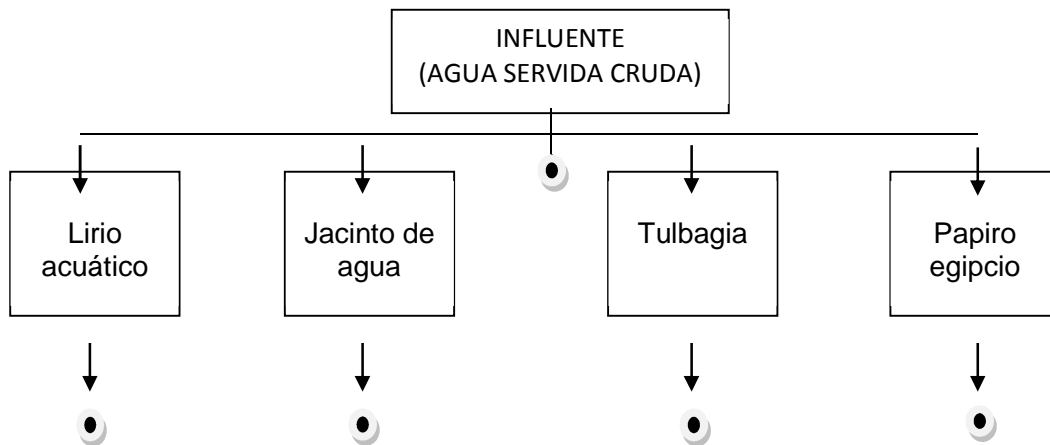 INFLUENTE
(AGUA SERVIDA CRUDA)
Lirio
acuático
Jacinto de
agua
Tulbagia
Papiro
egipcio